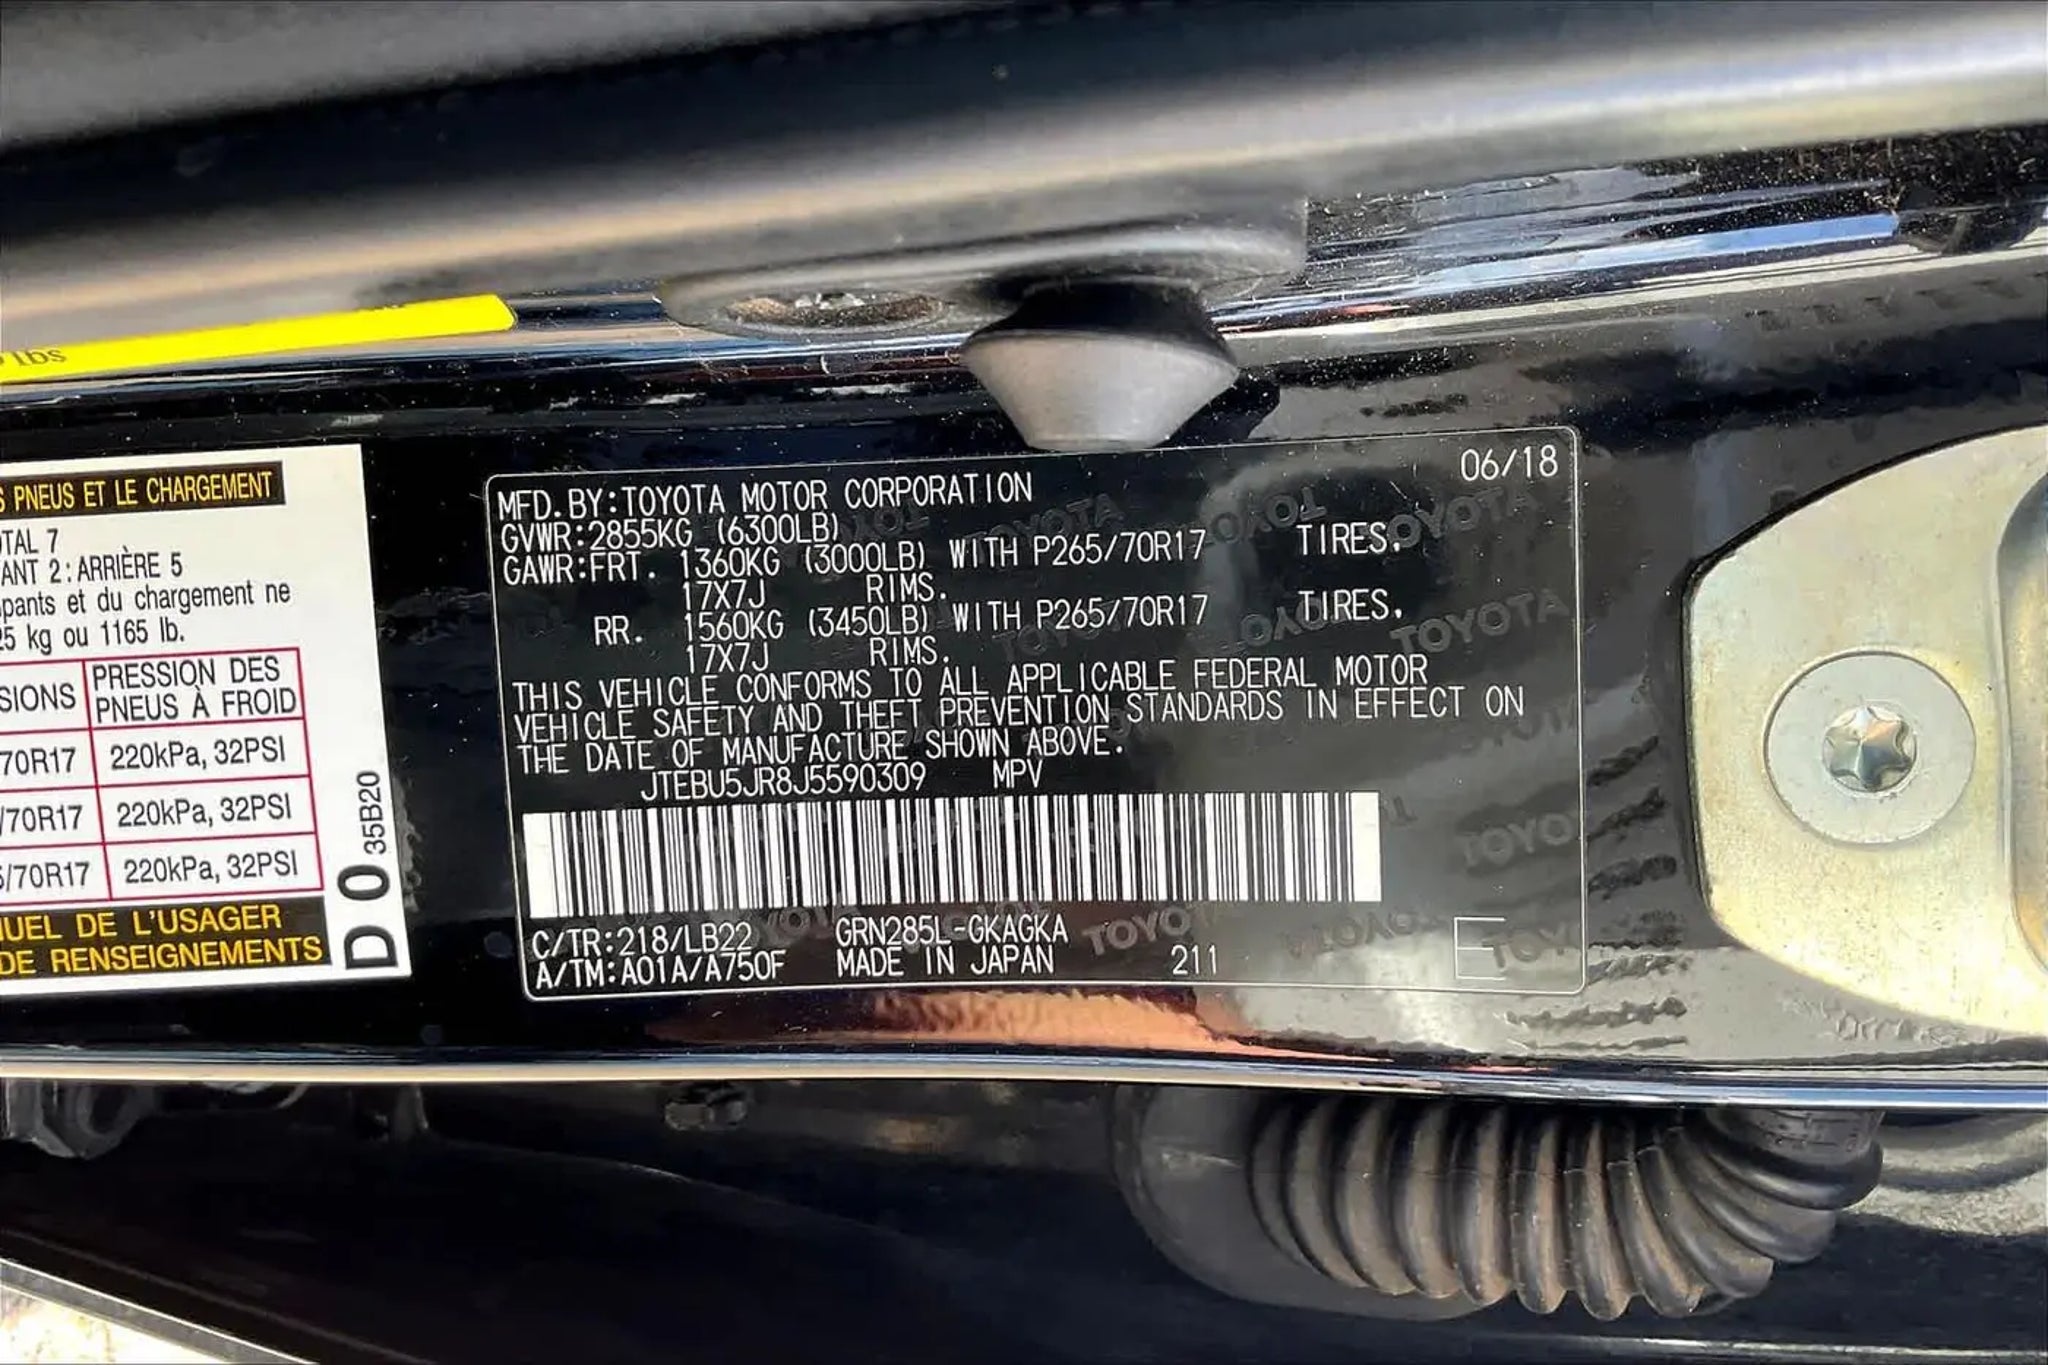 lbs
S PNEUS ET LE CHARGEMENT
TAL 7
ANT 2 : ARRIÈRE 5
pants et du chargement ne
25 kg ou 1165 lb.
SIONS PRESSION DES PNEUS À FROID
70R17 220kPa, 32PSI
/70R17 220kPa, 32PSI
/70R17 220kPa, 32PSI
UEL DE L'USAGER
DE RENSEIGNEMENTS
D 0 35B20
06/18
MFD.BY:TOYOTA MOTOR CORPORATION
GVWR:2855KG (6300LB)
GAWR:FRT. 1360KG (3000LB) WITH P265/70R17 TIRES,
17X7J RIMS.
RR. 1560KG (3450LB) WITH P265/70R17 TIRES,
17X7J RIMS.
THIS VEHICLE CONFORMS TO ALL APPLICABLE FEDERAL MOTOR
VEHICLE SAFETY AND THEFT PREVENTION STANDARDS IN EFFECT ON
THE DATE OF MANUFACTURE SHOWN ABOVE.
JTEBU5JR8J5590309 MPV
C/TR:218/LB22 GRN285L-GKAGKA
A/TM:A01A/A750F MADE IN JAPAN 211 E